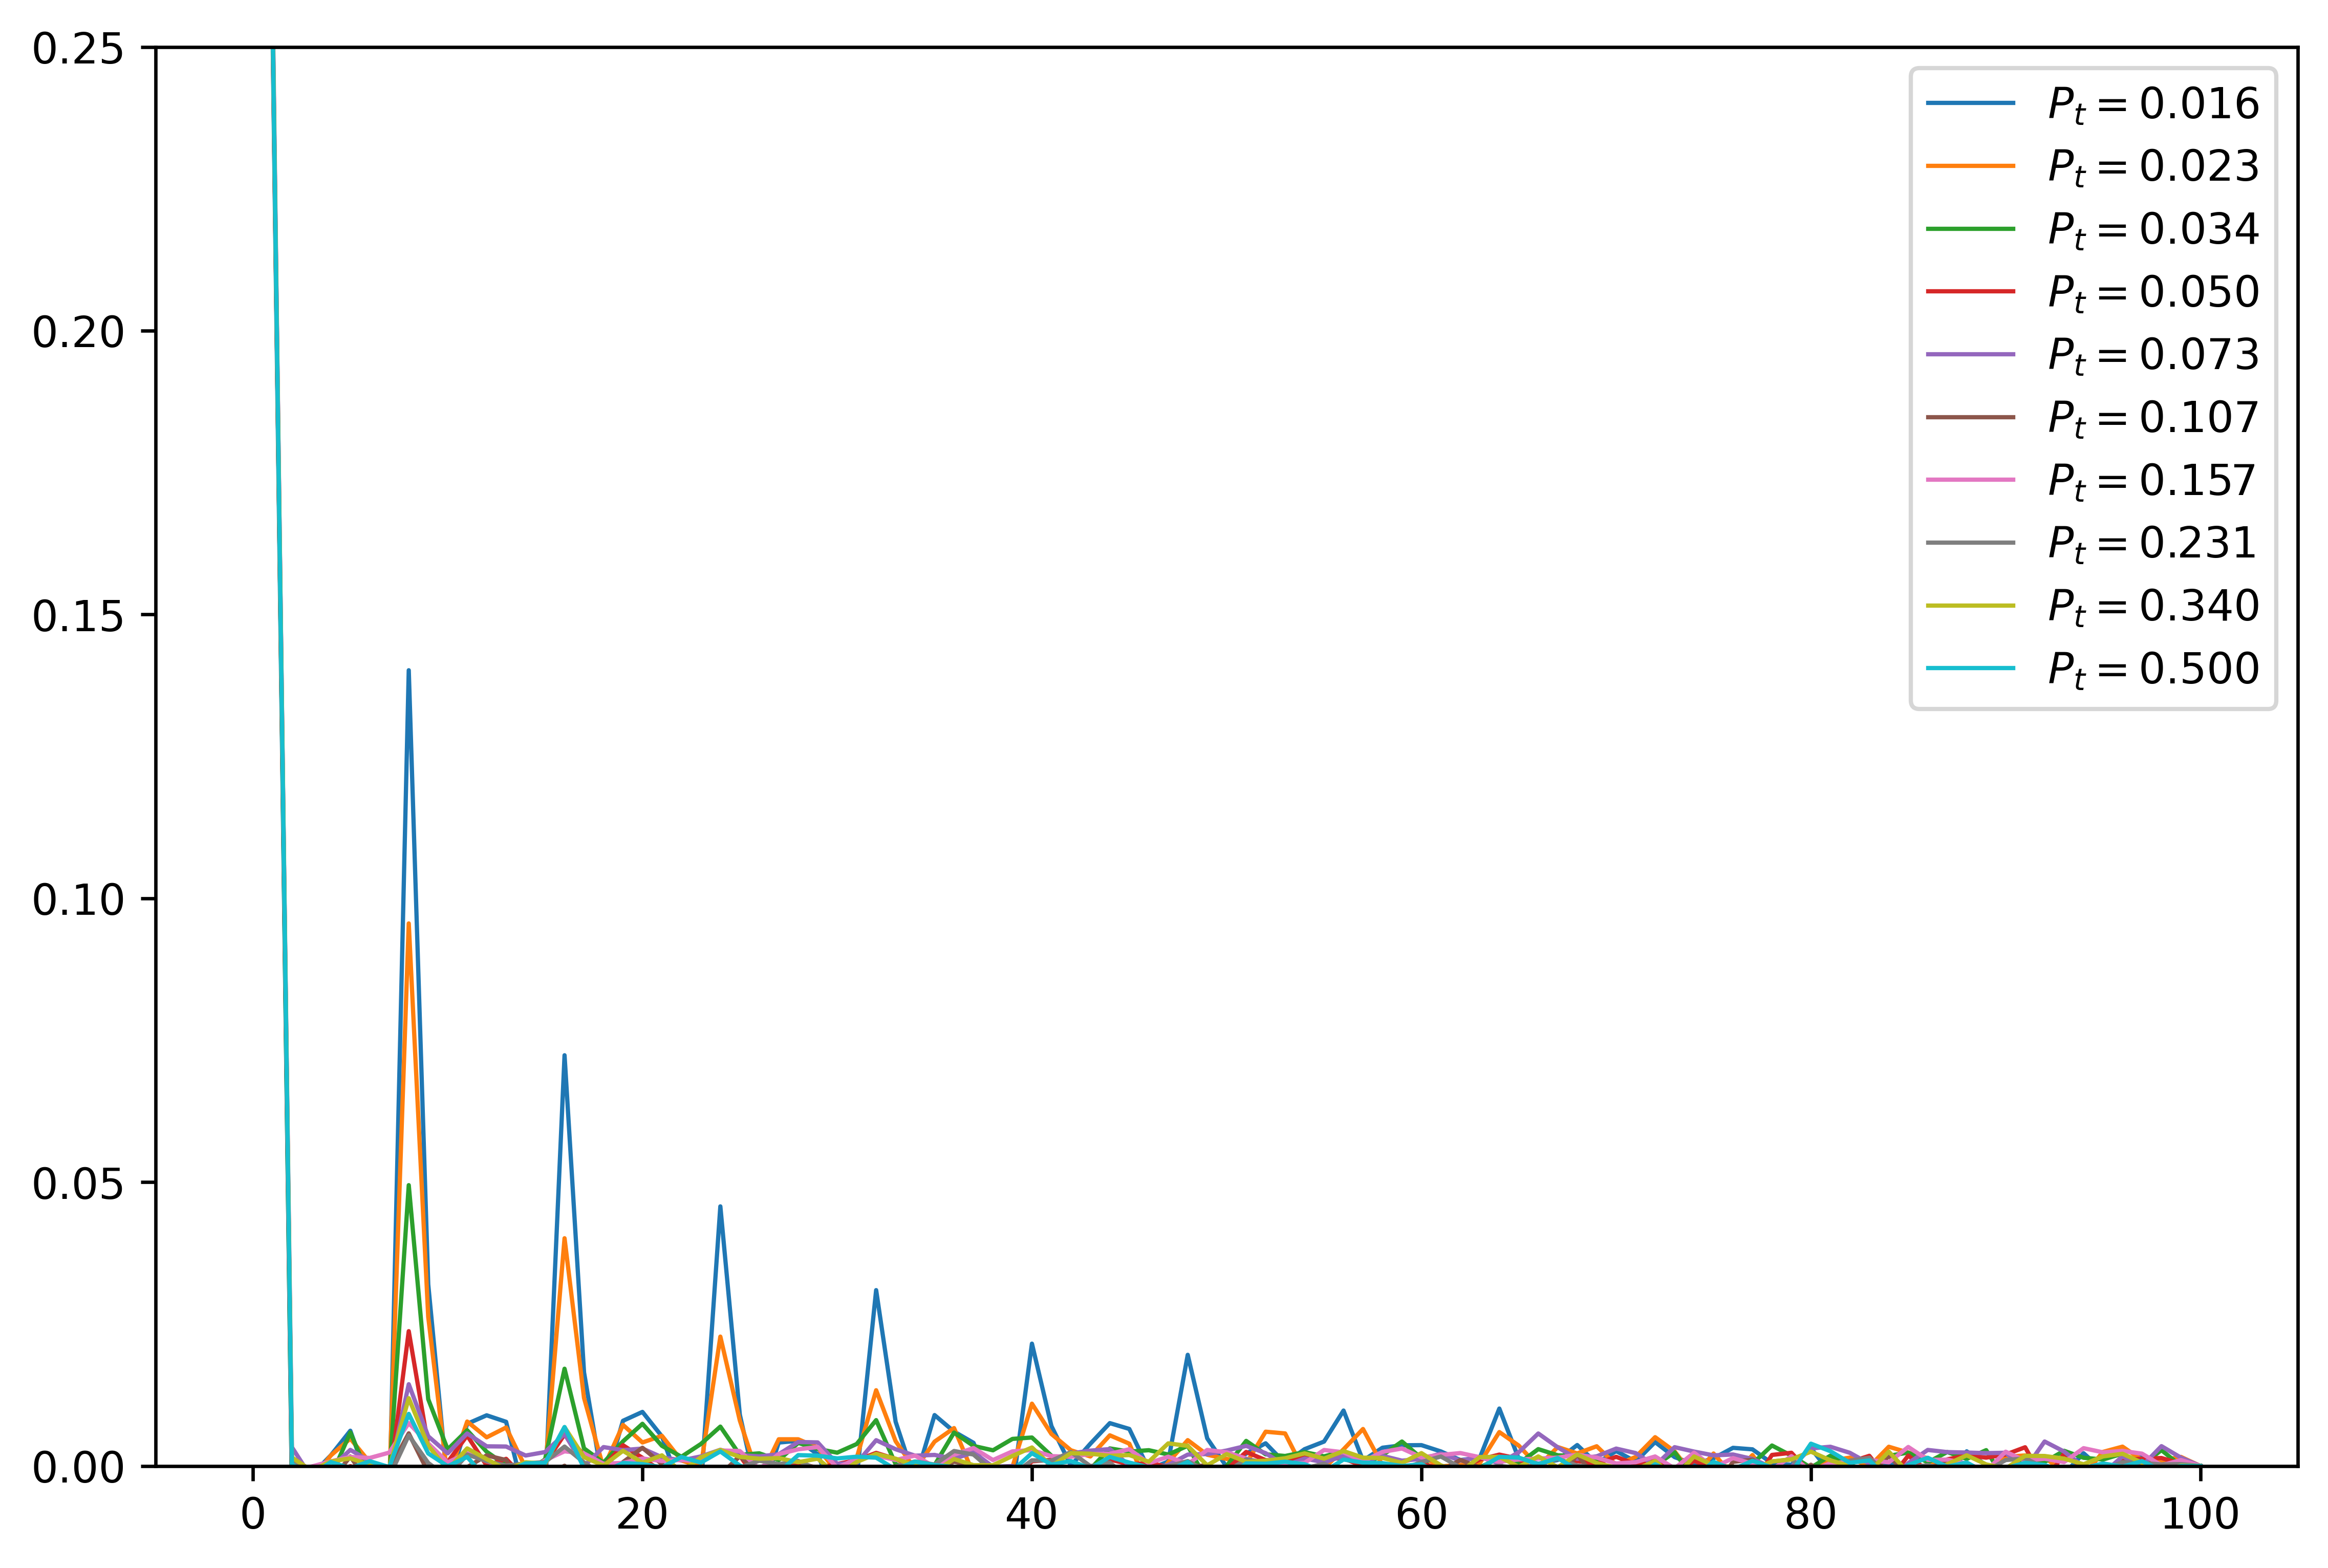 0.25
0.20
0.15
0.10
0.05
0.00
0 20 40 60 80 100
P_t = 0.016
P_t = 0.023
P_t = 0.034
P_t = 0.050
P_t = 0.073
P_t = 0.107
P_t = 0.157
P_t = 0.231
P_t = 0.340
P_t = 0.500